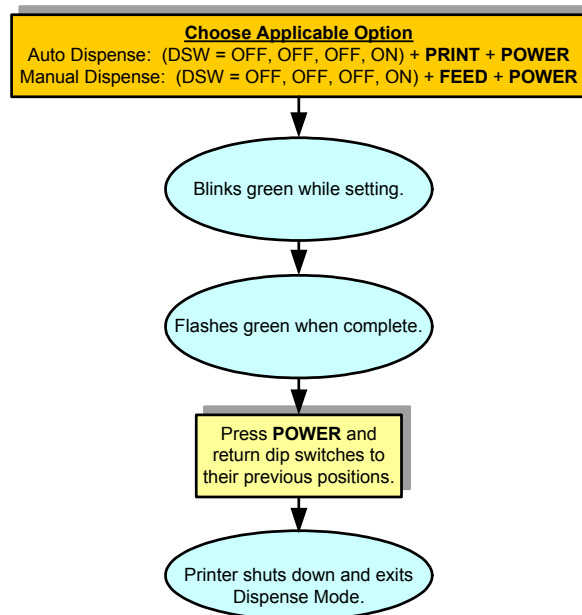 Choose Applicable Option
Auto Dispense: (DSW = OFF, OFF, OFF, ON) + PRINT + POWER
Manual Dispense: (DSW = OFF, OFF, OFF, ON) + FEED + POWER
Blinks green while setting.
Flashes green when complete.
Press POWER and
return dip switches to
their previous positions.
Printer shuts down and exits
Dispense Mode.